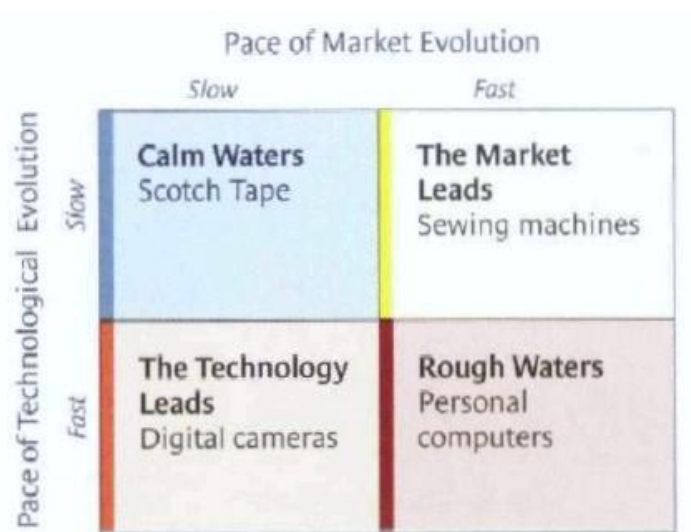 Pace of Market Evolution
Slow
Fast
Pace of Technological Evolution
Slow
Calm Waters
Scotch Tape
The Market
Leads
Sewing machines
Fast
The Technology
Leads
Digital cameras
Rough Waters
Personal
computers